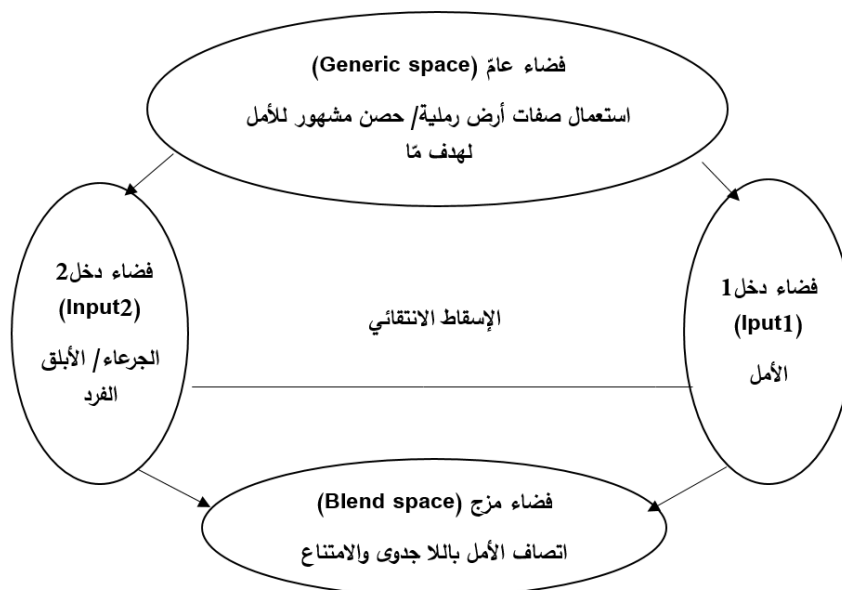 فضاء عامّ (Generic space)
استعمال صفات أرض رملية/ حصن مشهور للأمل
لهدف مّا
فضاء دخل1
(Iput1)
الأمل
فضاء دخل2
(Input2)
الجرعاء/ الأبلق
الفرد
الإسقاط الانتقائي
فضاء مزج (Blend space)
اتصاف الأمل باللا جدوى والامتناع